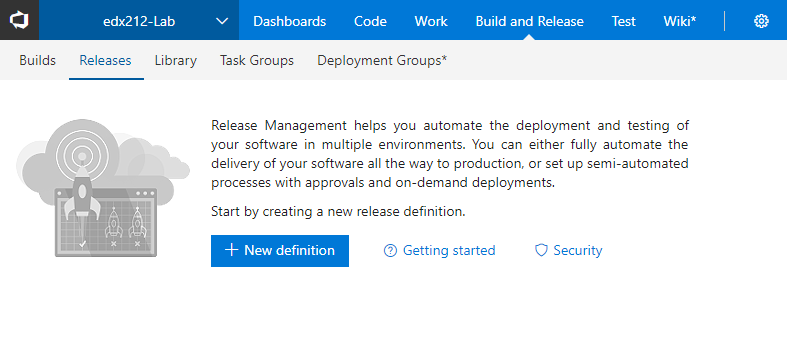 edx212-Lab Dashboards Code Work Build and Release Test Wiki*
Builds Releases Library Task Groups Deployment Groups*
Release Management helps you automate the deployment and testing of
your software in multiple environments. You can either fully automate the
delivery of your software all the way to production, or set up semi-automated
processes with approvals and on-demand deployments.
Start by creating a new release definition.
+ New definition Getting started Security